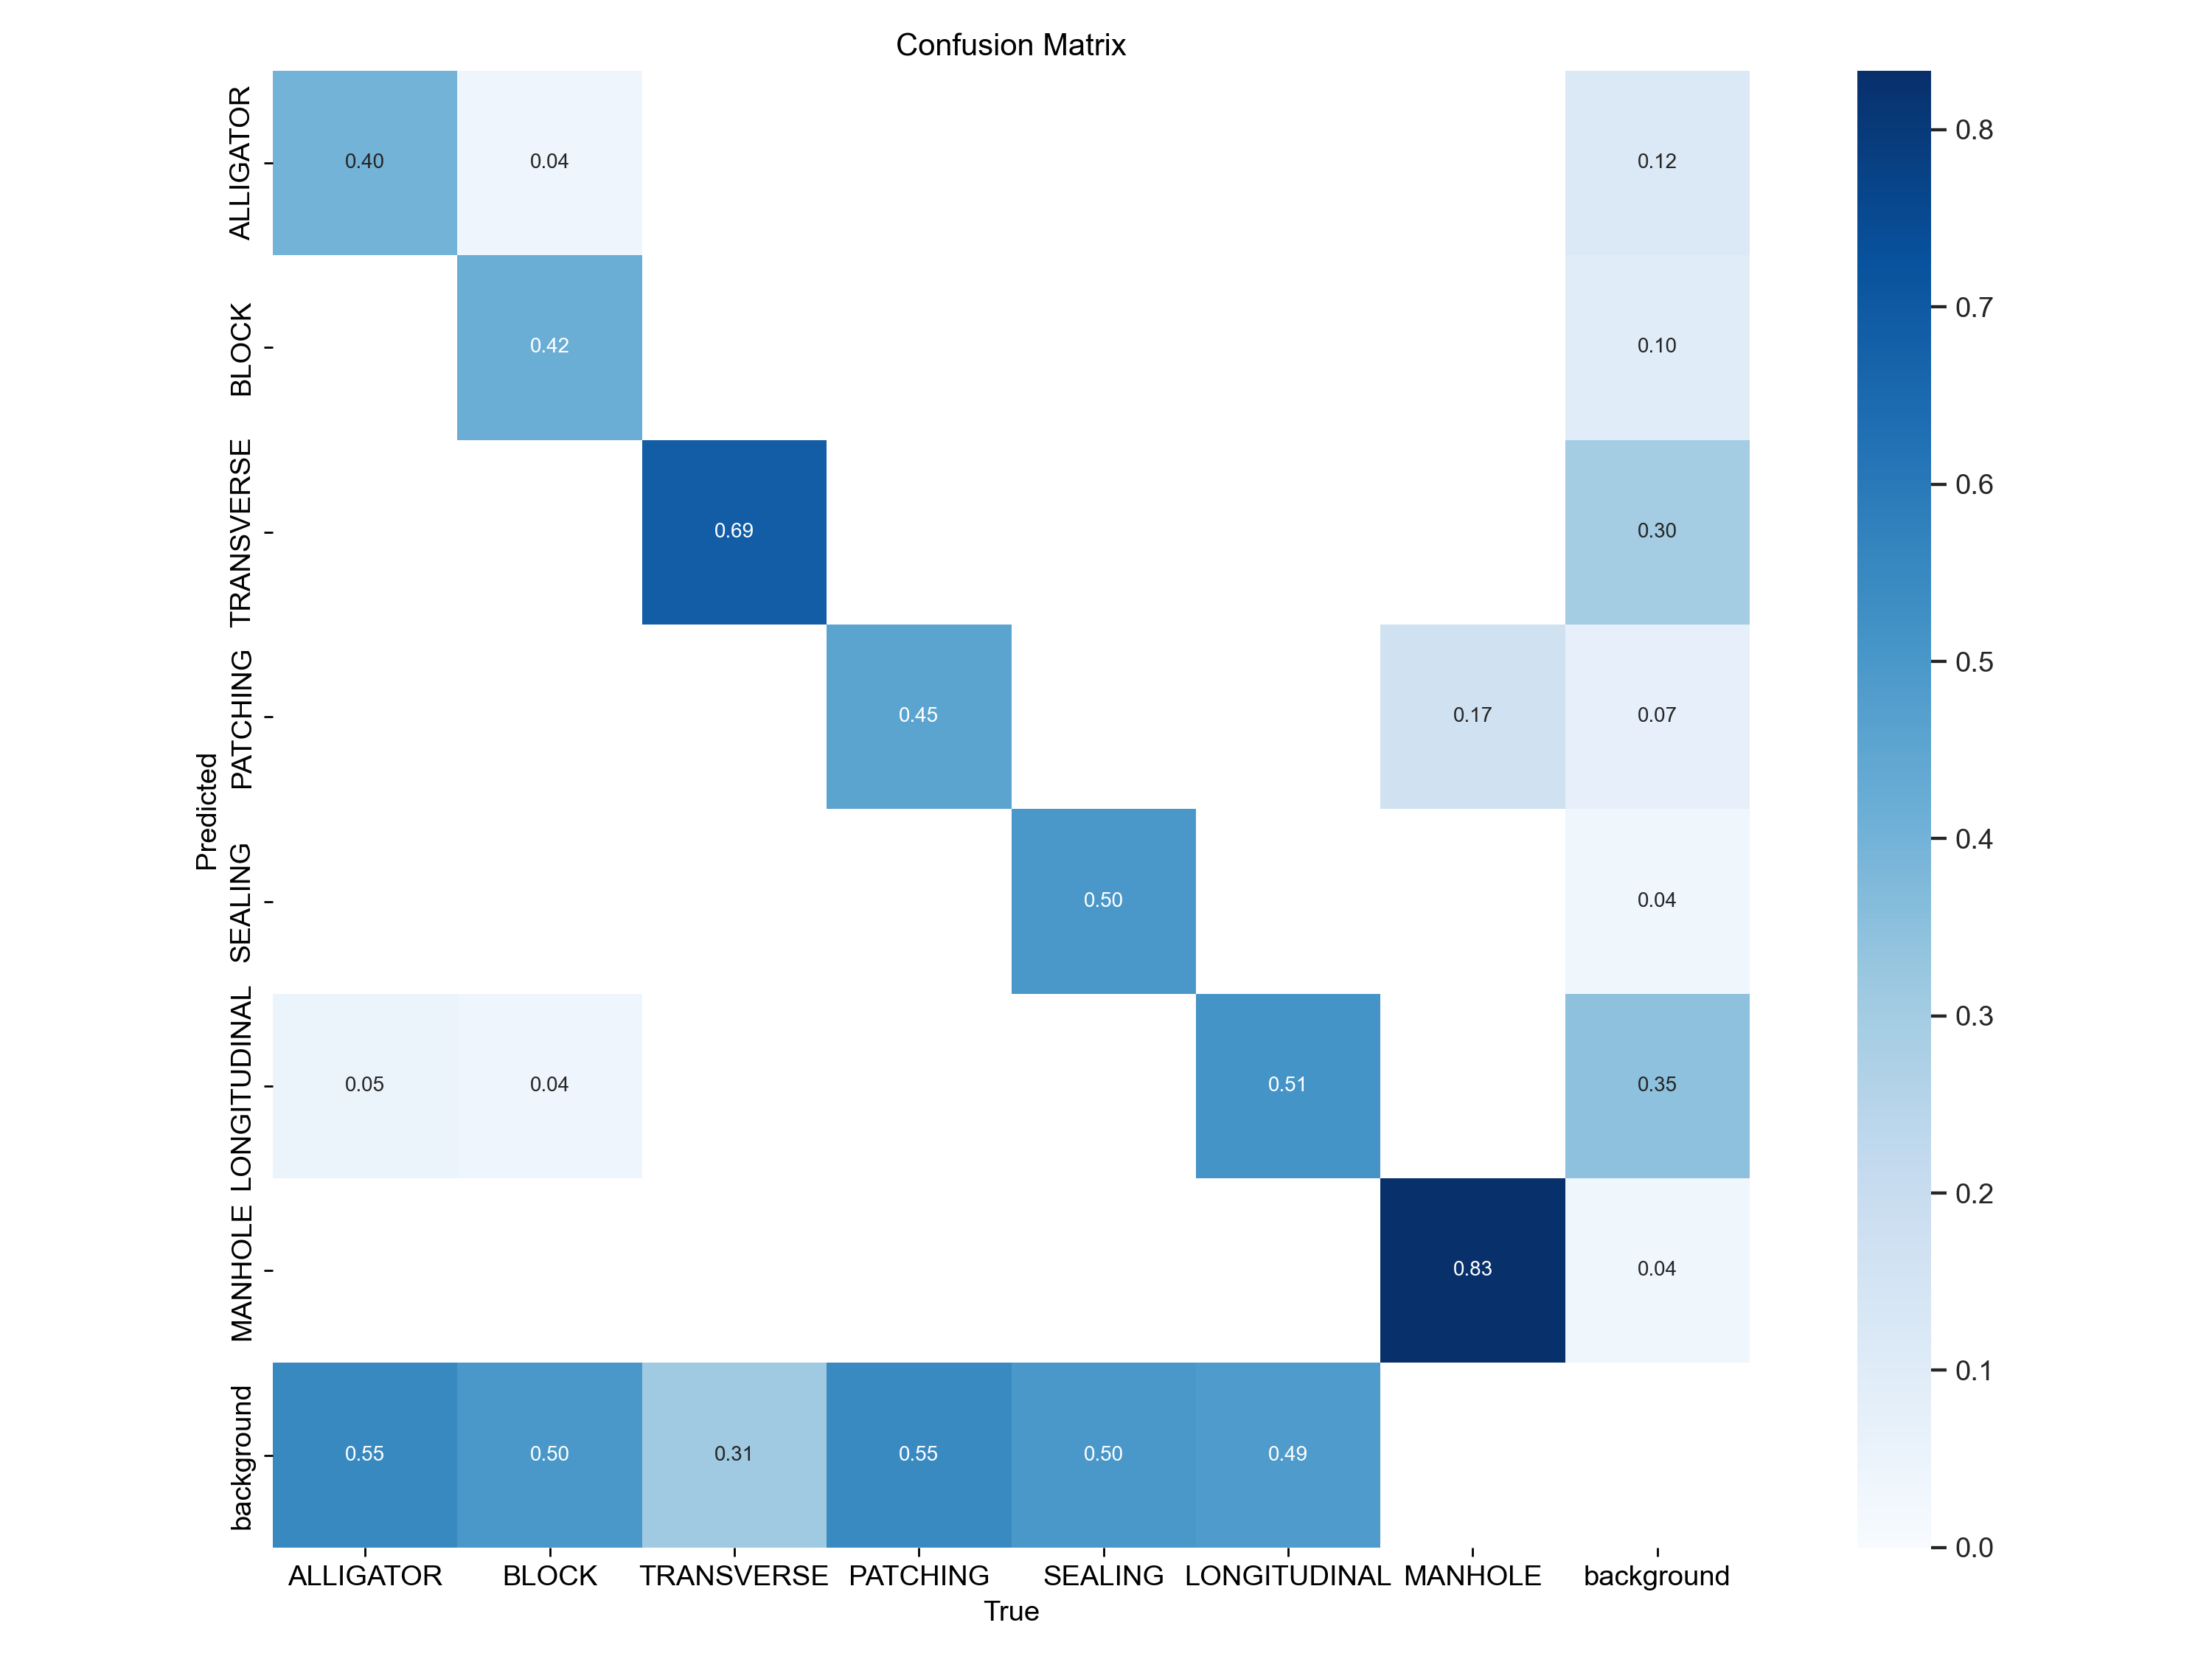 Confusion Matrix
ALLIGATOR
0.40
0.04
0.12
0.8
BLOCK
0.42
0.10
0.7
TRANSVERSE
0.69
0.30
0.6
PATCHING
0.45
0.17
0.07
0.5
Predicted
SEALING
0.50
0.04
0.4
LONGITUDINAL
0.05
0.04
0.51
0.35
0.3
MANHOLE
0.83
0.04
0.2
background
0.55
0.50
0.31
0.55
0.50
0.49
0.1
0.0
ALLIGATOR
BLOCK
TRANSVERSE
PATCHING
SEALING
LONGITUDINAL
MANHOLE
background
True